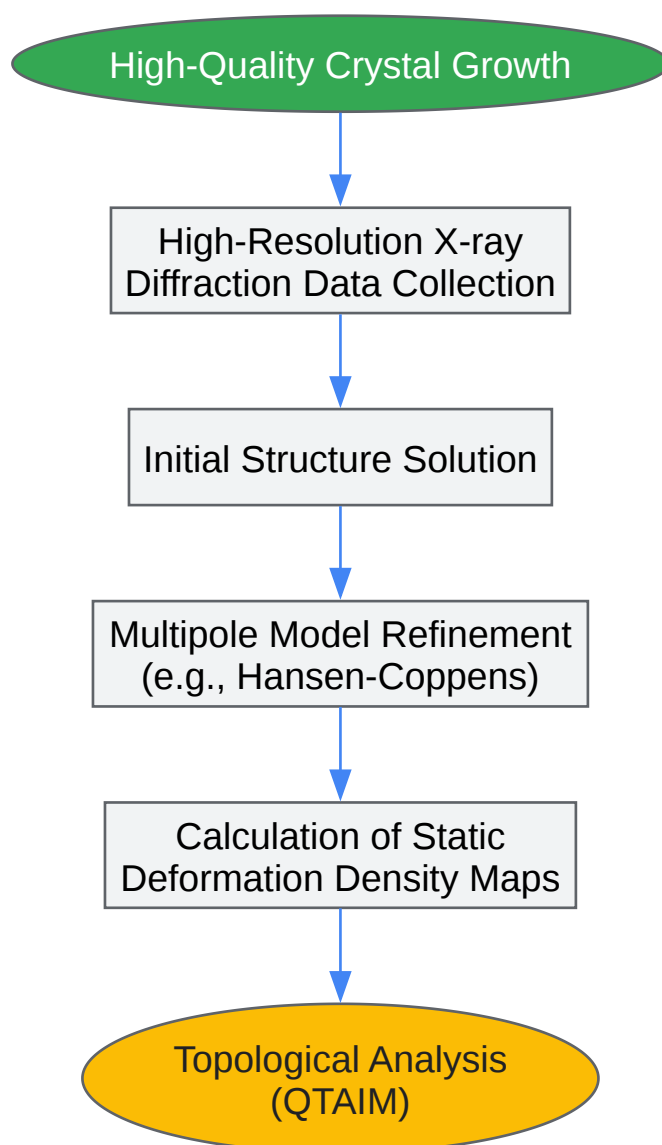 High-Quality Crystal Growth
High-Resolution X-ray
Diffraction Data Collection
Initial Structure Solution
Multipole Model Refinement
(e.g., Hansen-Coppens)
Calculation of Static
Deformation Density Maps
Topological Analysis
(QTAIM)